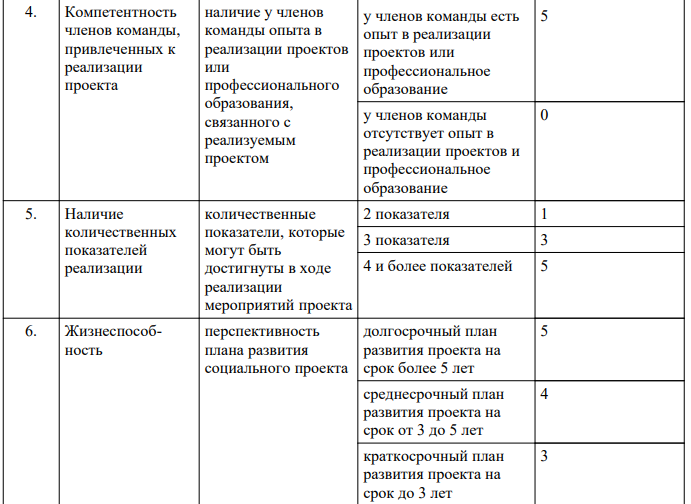 4.
Компетентность
членов команды,
привлеченных к
реализации
проекта
наличие у членов
команды опыта в
реализации проектов
или
профессионального
образования,
связанного с
реализуемым
проектом
у членов команды есть
опыт в реализации
проектов или
профессиональное
образование
5
у членов команды
отсутствует опыт в
реализации проектов и
профессиональное
образование
0
5.
Наличие
количественных
показателей
реализации
количественные
показатели, которые
могут быть
достигнуты в ходе
реализации
мероприятий проекта
2 показателя
1
3 показателя
3
4 и более показателей
5
6.
Жизнеспособ-
ность
перспективность
плана развития
социального проекта
долгосрочный план
развития проекта на
срок более 5 лет
5
среднесрочный план
развития проекта на
срок от 3 до 5 лет
4
краткосрочный план
развития проекта на
срок до 3 лет
3